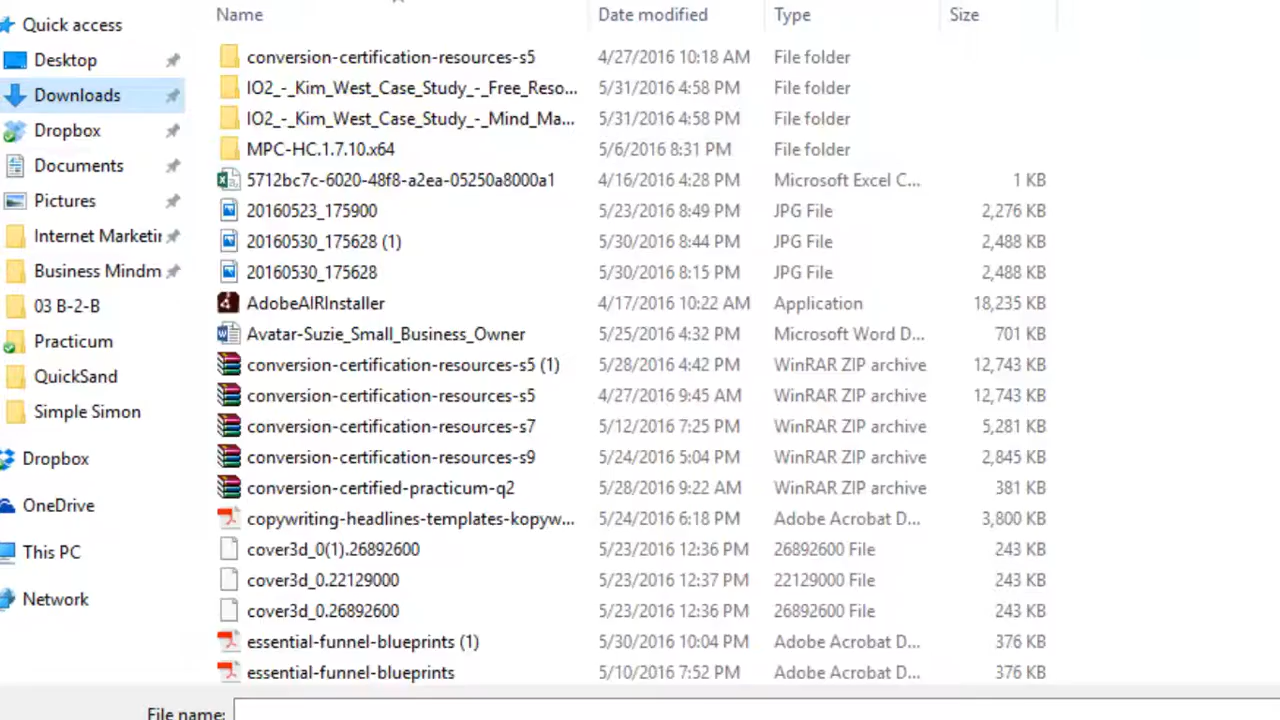 Name Date modified Type Size
Quick access
Desktop
Downloads
Dropbox
Documents
Pictures
Internet Marketin
Business Mindm
03 B-2-B
Practicum
QuickSand
Simple Simon
Dropbox
OneDrive
This PC
Network
conversion-certification-resources-s5 4/27/2016 10:18 AM File folder
IO2_-_Kim_West_Case_Study_-_Free_Reso... 5/31/2016 4:58 PM File folder
IO2_-_Kim_West_Case_Study_-_Mind_Ma... 5/31/2016 4:58 PM File folder
MPC-HC.1.7.10.x64 5/6/2016 8:31 PM File folder
5712bc7c-6020-48f8-a2ea-05250a8000a1 4/16/2016 4:28 PM Microsoft Excel C... 1 KB
20160523_175900 5/23/2016 8:49 PM JPG File 2,276 KB
20160530_175628 (1) 5/30/2016 8:44 PM JPG File 2,488 KB
20160530_175628 5/30/2016 8:15 PM JPG File 2,488 KB
AdobeAIRInstaller 4/17/2016 10:22 AM Application 18,235 KB
Avatar-Suzie_Small_Business_Owner 5/25/2016 4:32 PM Microsoft Word D... 701 KB
conversion-certification-resources-s5 (1) 5/28/2016 4:42 PM WinRAR ZIP archive 12,743 KB
conversion-certification-resources-s5 4/27/2016 9:45 AM WinRAR ZIP archive 12,743 KB
conversion-certification-resources-s7 5/12/2016 7:25 PM WinRAR ZIP archive 5,281 KB
conversion-certification-resources-s9 5/24/2016 5:04 PM WinRAR ZIP archive 2,845 KB
conversion-certified-practicum-q2 5/28/2016 9:22 AM WinRAR ZIP archive 381 KB
copywriting-headlines-templates-kopyw... 5/24/2016 6:18 PM Adobe Acrobat D... 3,800 KB
cover3d_0(1).26892600 5/23/2016 12:36 PM 26892600 File 243 KB
cover3d_0.22129000 5/23/2016 12:37 PM 22129000 File 243 KB
cover3d_0.26892600 5/23/2016 12:36 PM 26892600 File 243 KB
essential-funnel-blueprints (1) 5/30/2016 10:04 PM Adobe Acrobat D... 376 KB
essential-funnel-blueprints 5/10/2016 7:52 PM Adobe Acrobat D... 376 KB
File name: